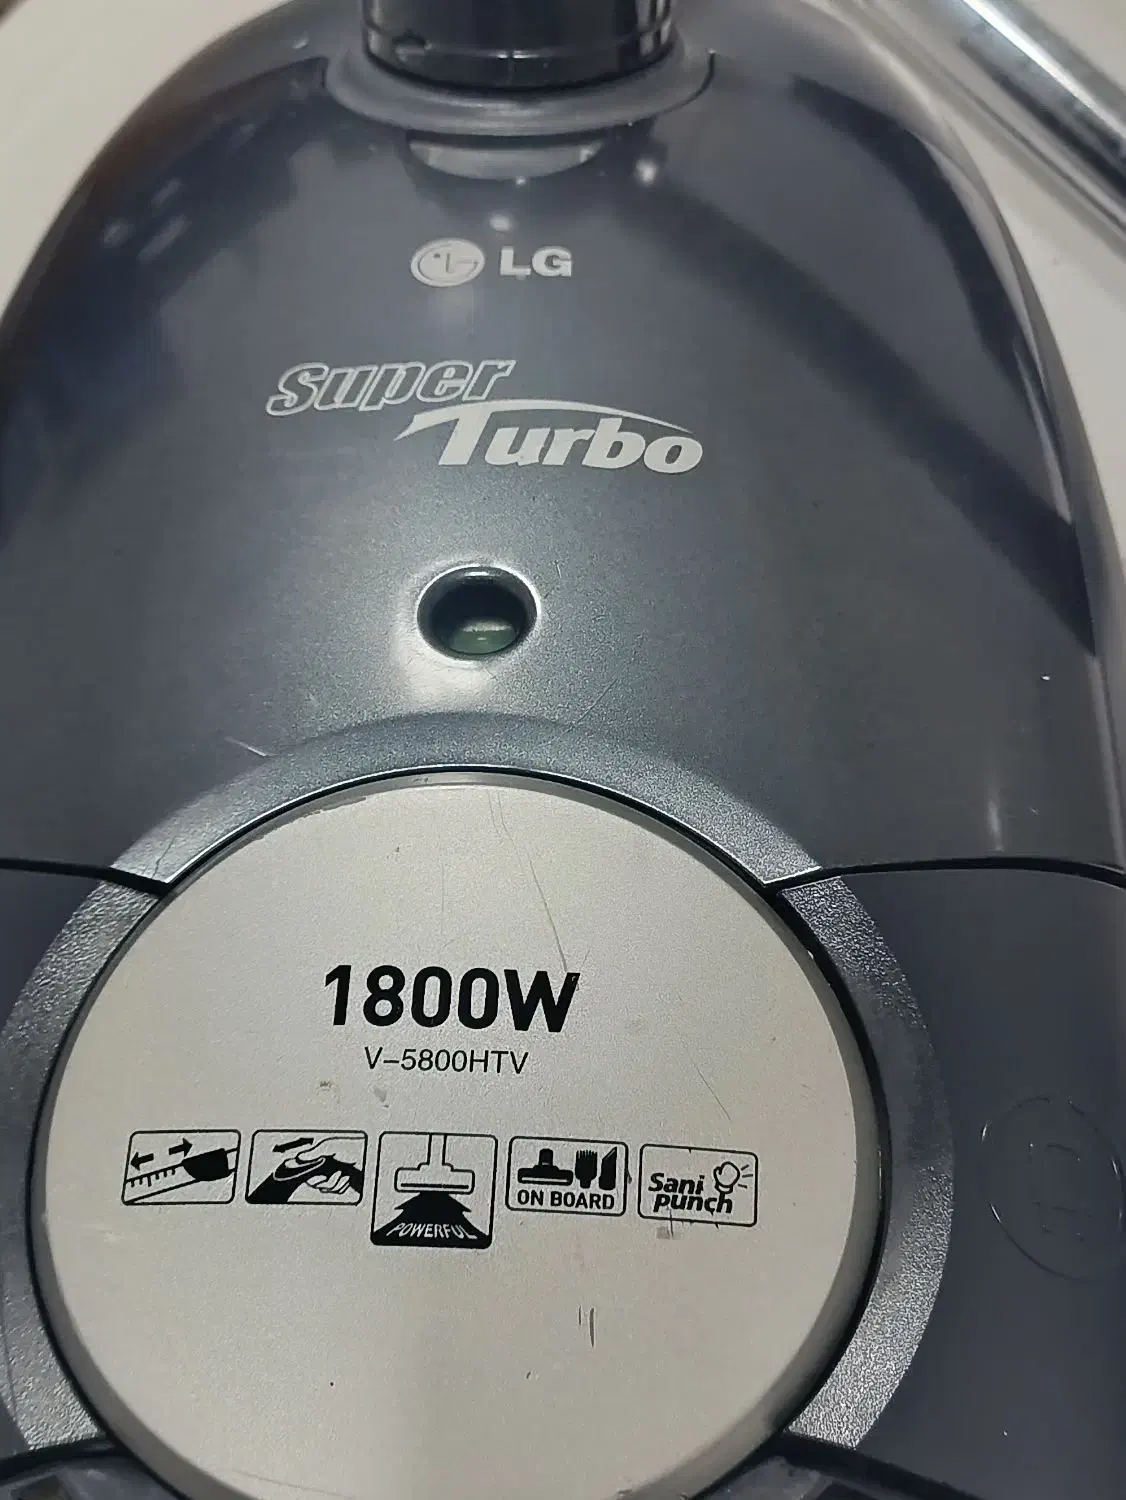 LG
Super
Turbo
1800W
V-5800HTV
POWERFUL
ON BOARD
Sani
punch